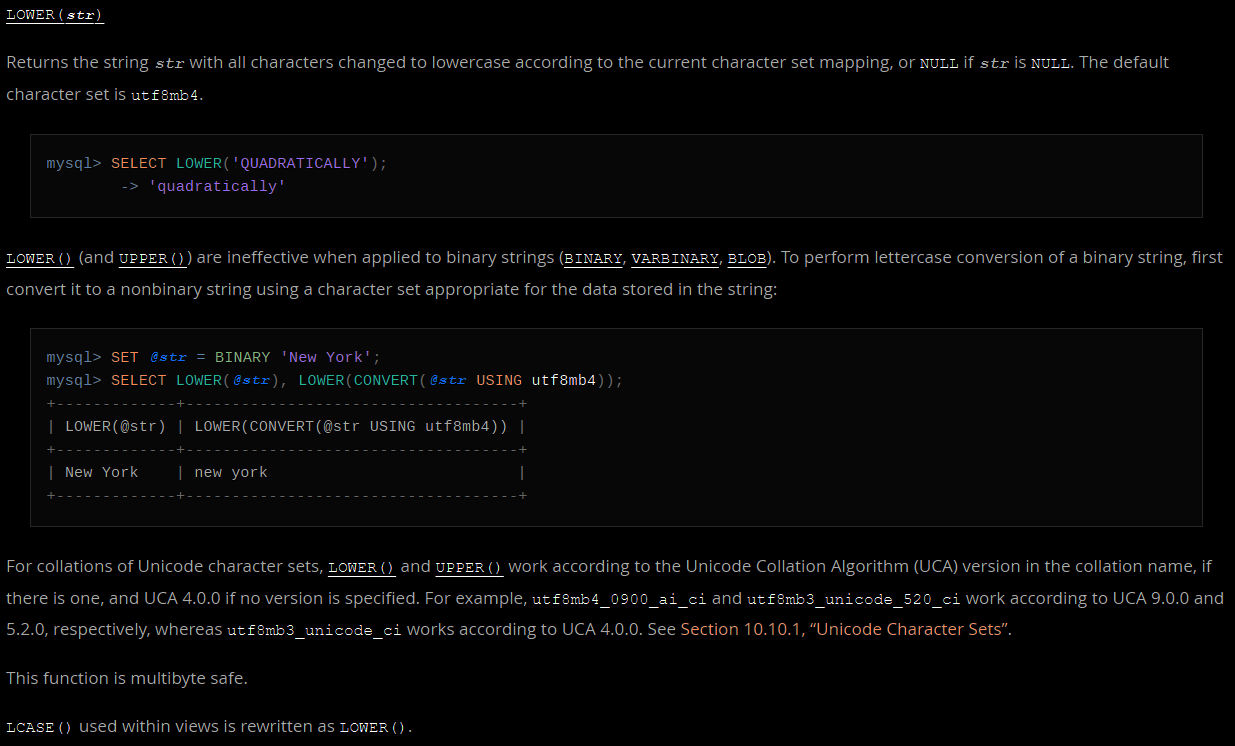 LOWER(str)
Returns the string str with all characters changed to lowercase according to the current character set mapping, or NULL if str is NULL. The default
character set is utf8mb4.
mysql> SELECT LOWER('QUADRATICALLY');
        -> 'quadratically'
LOWER() (and UPPER()) are ineffective when applied to binary strings (BINARY, VARBINARY, BLOB). To perform lettercase conversion of a binary string, first
convert it to a nonbinary string using a character set appropriate for the data stored in the string:
mysql> SET @str = BINARY 'New York';
mysql> SELECT LOWER(@str), LOWER(CONVERT(@str USING utf8mb4));
+-------------+------------------------------------+
| LOWER(@str) | LOWER(CONVERT(@str USING utf8mb4)) |
+-------------+------------------------------------+
| New York    | new york                           |
+-------------+------------------------------------+
For collations of Unicode character sets, LOWER() and UPPER() work according to the Unicode Collation Algorithm (UCA) version in the collation name, if
there is one, and UCA 4.0.0 if no version is specified. For example, utf8mb4_0900_ai_ci and utf8mb3_unicode_520_ci work according to UCA 9.0.0 and
5.2.0, respectively, whereas utf8mb3_unicode_ci works according to UCA 4.0.0. See Section 10.10.1, “Unicode Character Sets”.
This function is multibyte safe.
LCASE() used within views is rewritten as LOWER().